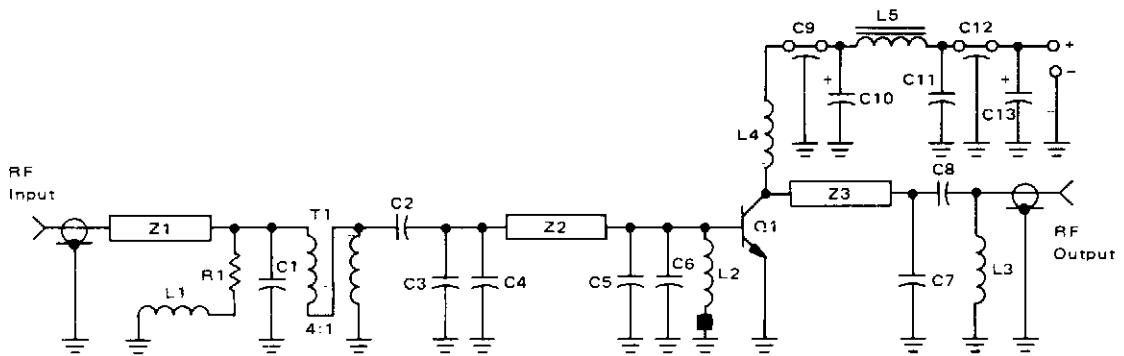 C9
L5
C12
+
+
C10
C11
+
C13
-
L4
RF
Input
Z1
T1
C2
Z2
Q1
Z3
C8
RF
Output
R1
C1
L1
4:1
C3
C4
C5
C6
L2
C7
L3